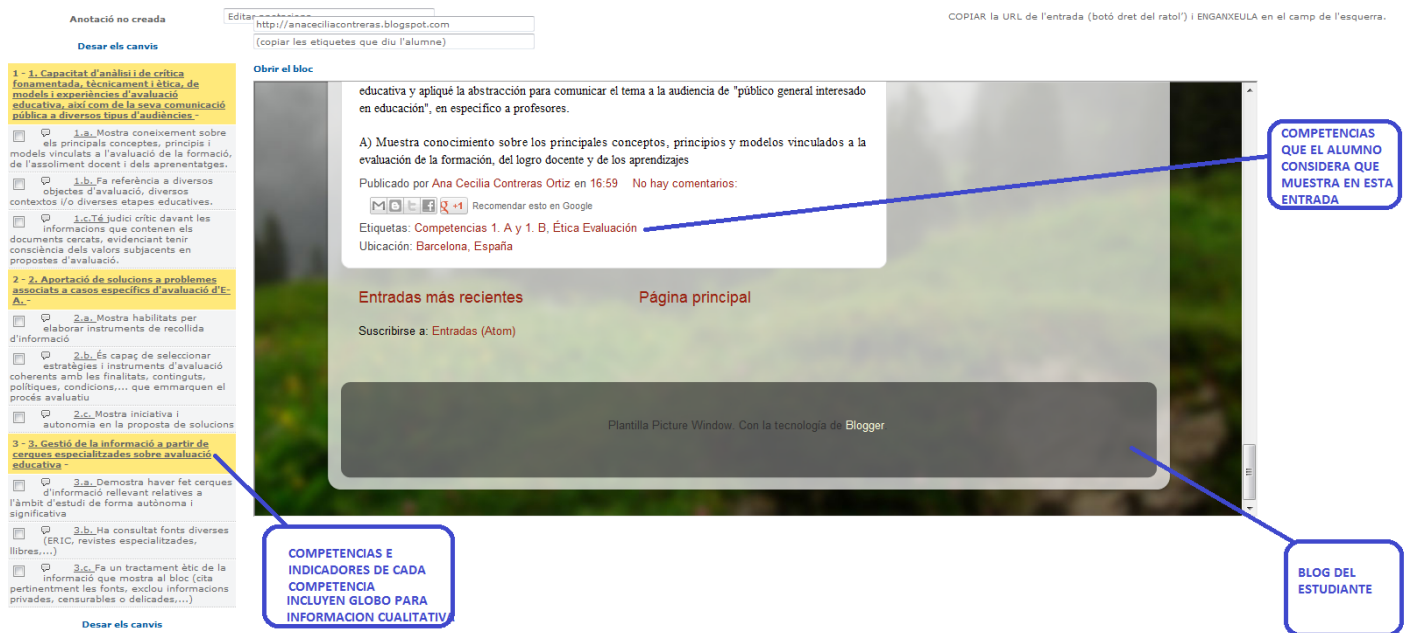 Anotació no creada
Desar els canvis
1 - 1. Capacitat d'anàlisi i de crítica
fonamentada, tècnicament i ètica, de
models i experiències d'avaluació
educativa, així com de la seva comunicació
pública a diversos tipus d'audiències -
1.a. Mostra coneixement sobre
els principals conceptes, principis i
models vinculats a l'avaluació de la formació,
de l'assoliment docent i dels aprenentatges.
1.b. Fa referència a diversos
objectes d'avaluació, diversos
contextos i/o diverses etapes educatives.
1.c.Té judici crític davant les
informacions que contenen els
documents cercats, evidenciant tenir
consciència dels valors subjacents en
propostes d'avaluació.
2 - 2. Aportació de solucions a problemes
associats a casos específics d'avaluació d'E-
A. -
2.a. Mostra habilitats per
elaborar instruments de recollida
d'informació
2.b. És capaç de seleccionar
estratègies i instruments d'avaluació
coherents amb les finalitats, continguts,
polítiques, condicions,... que emmarquen el
procés avaluatiu
2.c. Mostra iniciativa i
autonomia en la proposta de solucions
3 - 3. Gestió de la informació a partir de
cerques especialitzades sobre avaluació
educativa -
3.a. Demostra haver fet cerques
d'informació rellevant relatives a
l'àmbit d'estudi de forma autònoma i
significativa
3.b. Ha consultat fonts diverses
(ERIC, revistes especialitzades,
llibres,...)
3.c. Fa un tractament ètic de la
informació que mostra al bloc (cita
pertinentment les fonts, exclou informacions
privades, censurables o delicades,...)
Desar els canvis
Editar
http://anaceciliacontreras.blogspot.com
(copiar les etiquetes que diu l'alumne)
COPIAR la URL de l'entrada (botó dret del ratol') i ENGANXEULA en el camp de l'esquerra.
Obrir el bloc
educativa y apliqué la abstracción para comunicar el tema a la audiencia de "público general interesado
en educación", en especifico a profesores.
A) Muestra conocimiento sobre los principales conceptos, principios y modelos vinculados a la
evaluación de la formación, del logro docente y de los aprendizajes
Publicado por Ana Cecilia Contreras Ortiz en 16:59 No hay comentarios:
+1 Recomendar esto en Google
Etiquetas: Competencias 1. A y 1. B, Ética Evaluación
Ubicación: Barcelona, España
Entradas más recientes
Página principal
Suscribirse a: Entradas (Atom)
Plantilla Picture Window. Con la tecnología de Blogger.
COMPETENCIAS
QUE EL ALUMNO
CONSIDERA QUE
MUESTRA EN ESTA
ENTRADA
COMPETENCIAS E
INDICADORES DE CADA
COMPETENCIA
INCLUYEN GLOBO PARA
INFORMACION CUALITATIVA
BLOG DEL
ESTUDIANTE